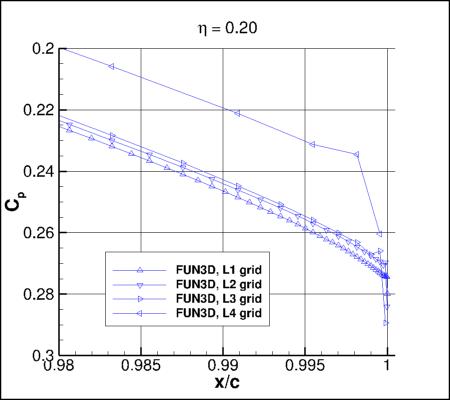 η = 0.20
0.2
0.22
0.24
0.26
0.28
0.3
Cp
FUN3D, L1 grid
FUN3D, L2 grid
FUN3D, L3 grid
FUN3D, L4 grid
0.98
0.985
0.99
0.995
1
x/c